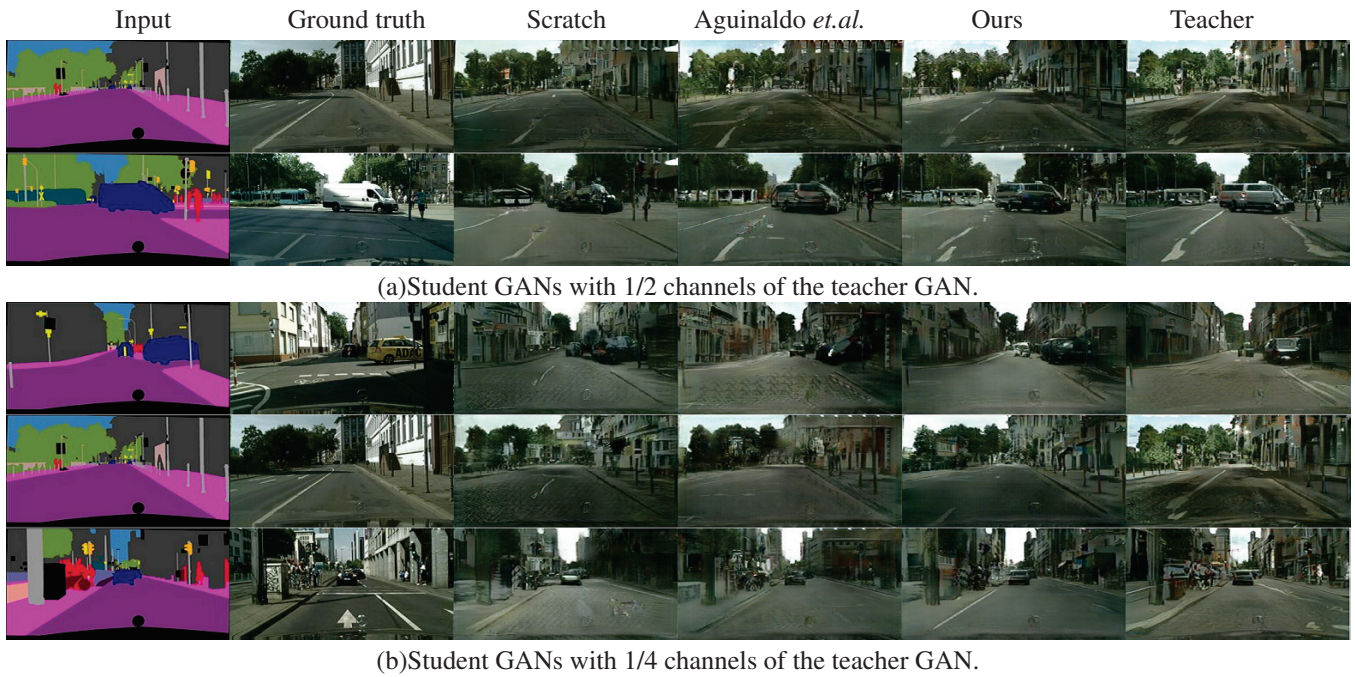 Input Ground truth Scratch Aguinaldo et.al. Ours Teacher
(a)Student GANs with 1/2 channels of the teacher GAN.
ADAC
(b)Student GANs with 1/4 channels of the teacher GAN.